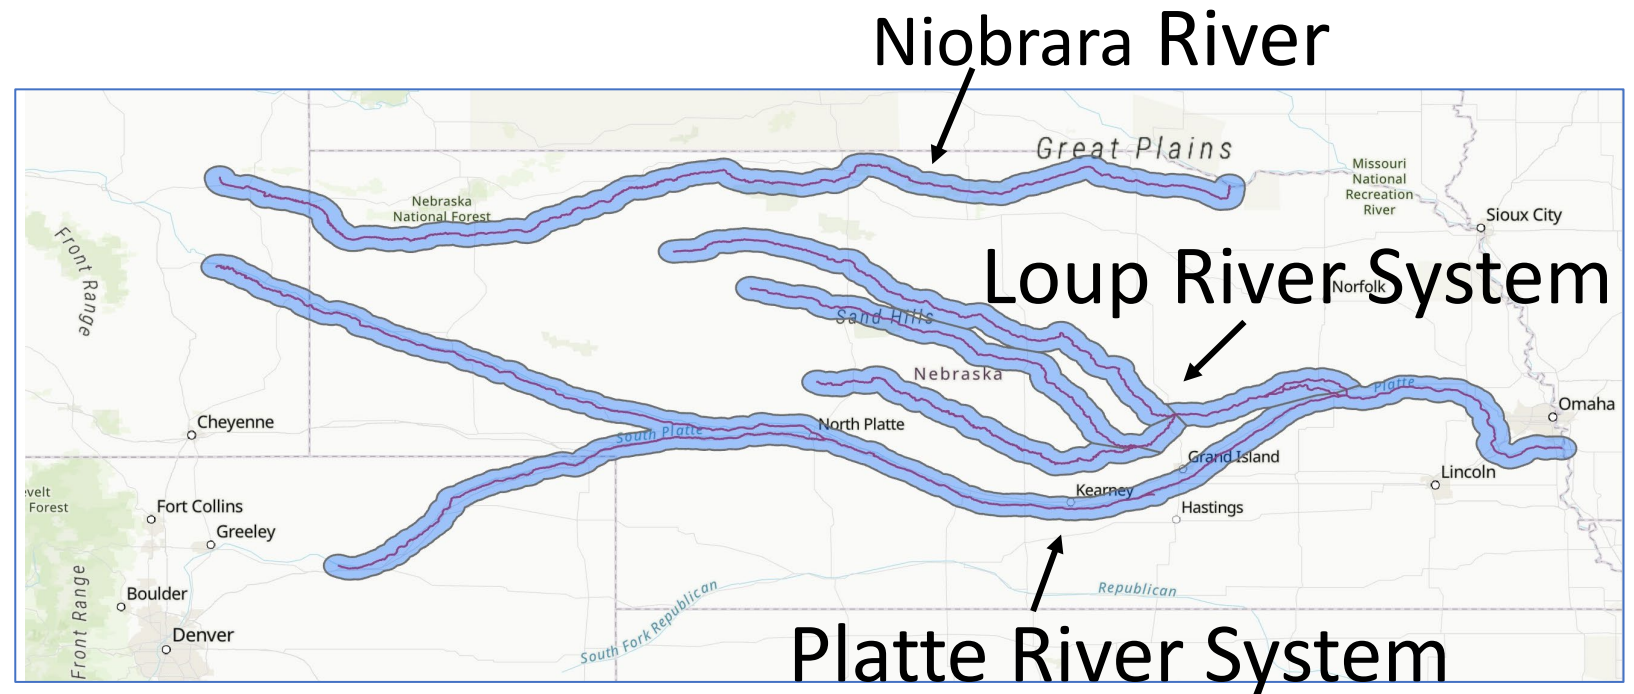 Niobrara River
Great Plains
Missouri
National
Recreation
River
Nebraska
National Forest
Sioux City
Front Range
Loup River System
Norfolk
Sand Hills
Nebraska
Platte
Omaha
Cheyenne
South Platte
North Platte
Grand Island
Lincoln
Kearney
evelt
Forest
Fort Collins
Hastings
Greeley
Front Range
Boulder
South Fork Republican
Republican
Denver
Platte River System